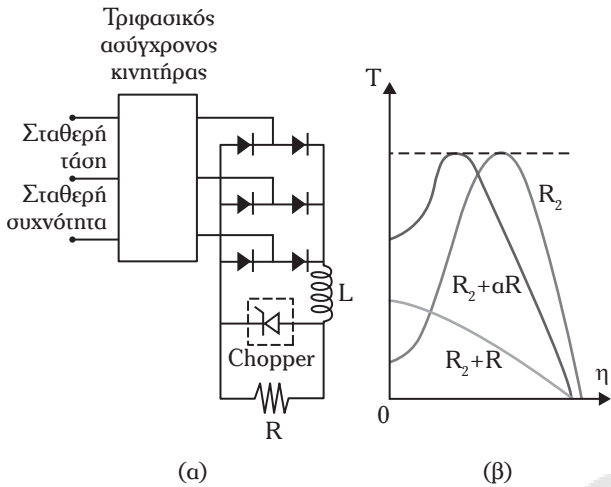 Τριφασικός
ασύγχρονος
κινητήρας
Σταθερή
τάση
Σταθερή
συχνότητα
L
Chopper
R
(α)
T
R₂
R₂+αR
R₂+R
η
0
(β)